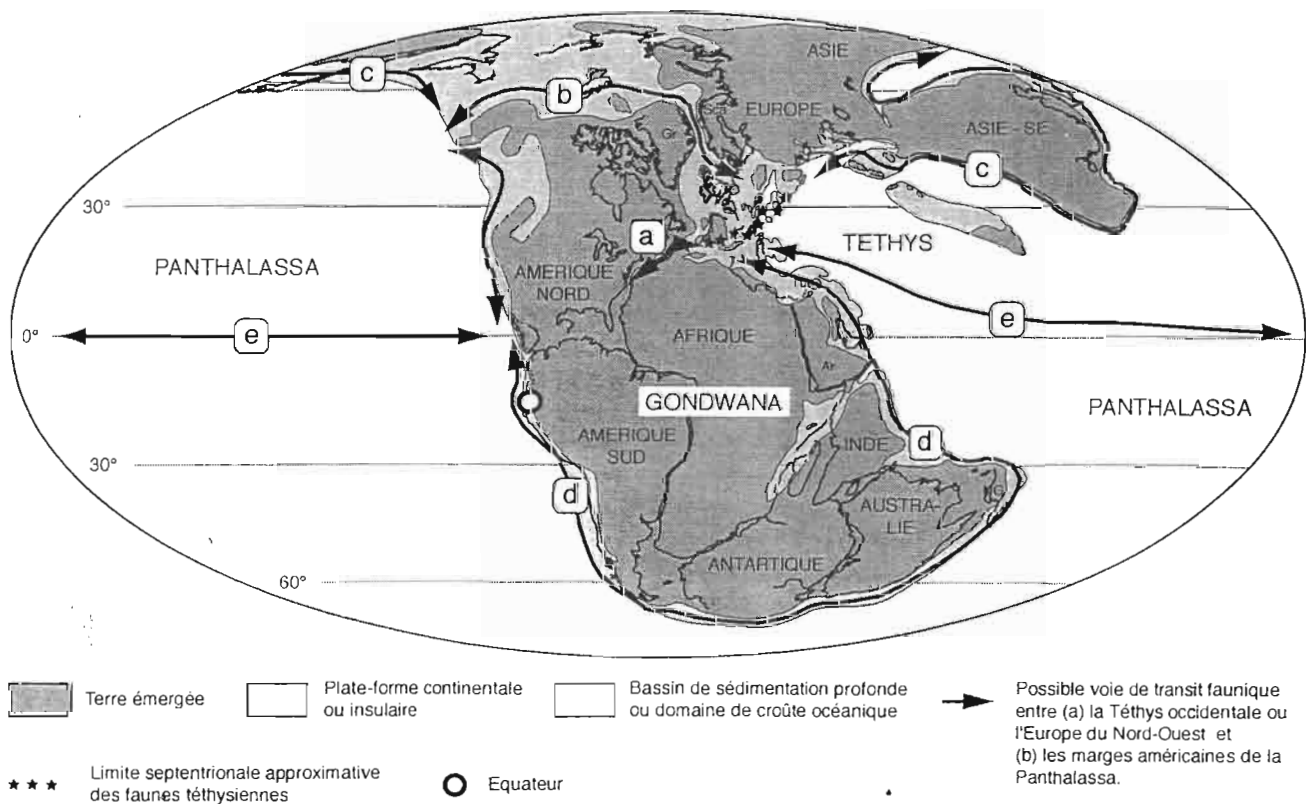 ASIE
c
b
EUROPE
ASIE - SE
Gr
c
30°
a
TETHYS
PANTHALASSA
AMÉRIQUE
NORD
e
e
0°
AFRIQUE
Ar
GONDWANA
PANTHALASSA
AMÉRIQUE
SUD
INDE
d
30°
d
AUSTRA-
LIE
ANTARTIQUE
60°
Terre émergée
Plate-forme continentale
ou insulaire
Bassin de sédimentation profonde
ou domaine de croûte océanique
Possible voie de transit faunique
entre (a) la Téthys occidentale ou
l'Europe du Nord-Ouest et
(b) les marges américaines de la
Panthalassa.
Limite septentrionale approximative
des faunes téthysiennes
Equateur